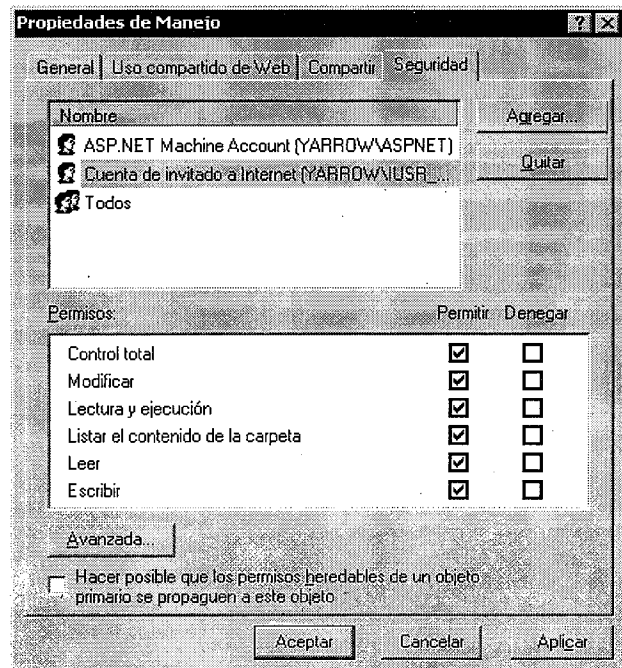 Propiedades de Manejo
General Uso compartido de Web Compartir Seguridad
Nombre
Agregar...
ASP.NET Machine Account (YARROW\ASPNET)
Cuenta de invitado a Internet (YARROW\IUSR_...
Quitar
Todos
Permisos: Permitir Denegar
Control total
Modificar
Lectura y ejecución
Listar el contenido de la carpeta
Leer
Escribir
Avanzada...
Hacer posible que los permisos heredables de un objeto
primario se propaguen a este objeto
Aceptar Cancelar Aplicar